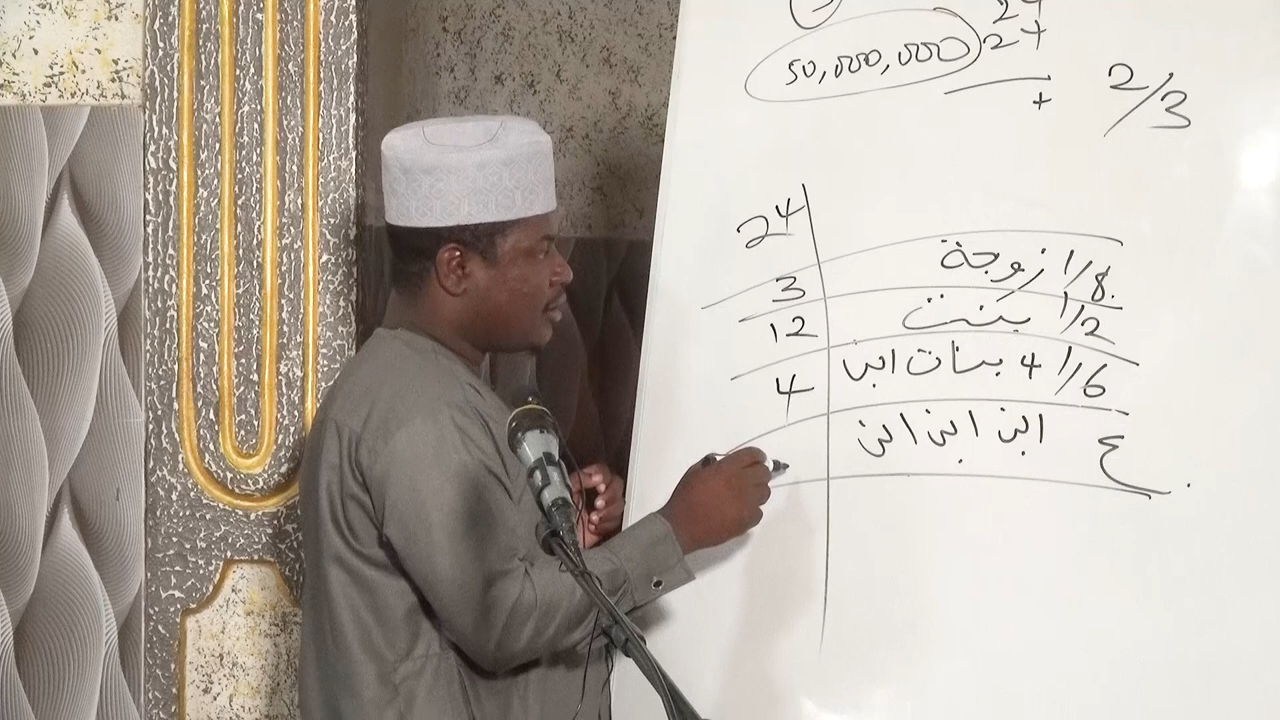 24
50,000,000 27
+
2/3
24
1/8 زوجة 3
1/2 بنت 12
1/6 4 بنات ابن 4
ع ابن ابن ابن